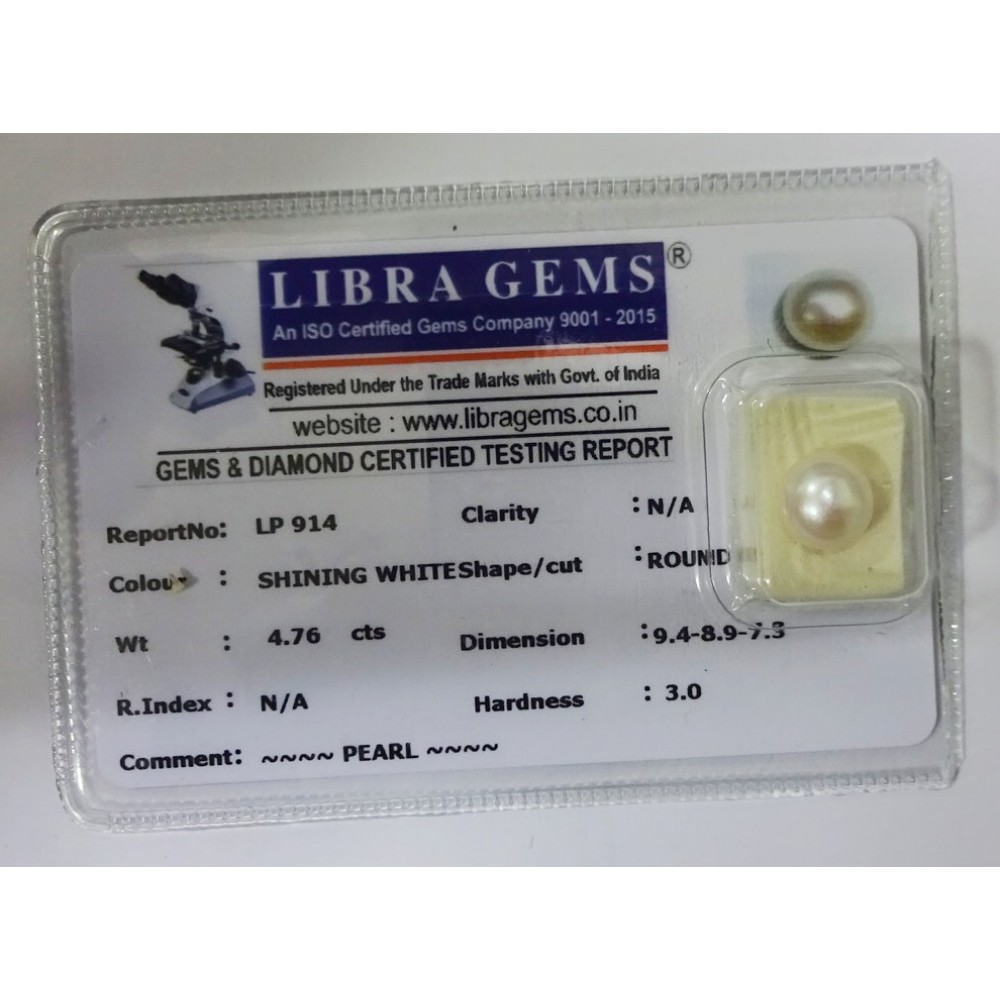 LIBRA GEMS ®
An ISO Certified Gems Company 9001 - 2015
Registered Under the Trade Marks with Govt. of India
website : www.libragems.co.in
GEMS & DIAMOND CERTIFIED TESTING REPORT
ReportNo: LP 914 Clarity : N/A
Colour : SHINING WHITE Shape/cut : ROUND
Wt : 4.76 cts Dimension : 9.4-8.9-7.3
R.Index : N/A Hardness : 3.0
Comment: ~~~~ PEARL ~~~~